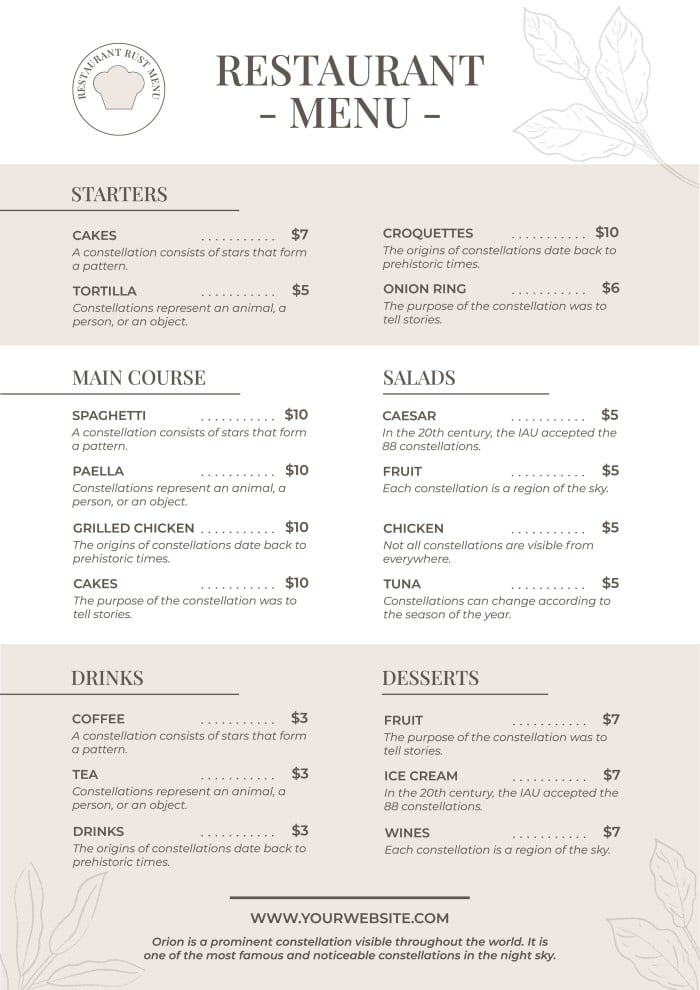 RESTAURANT RUST MENU
RESTAURANT
- MENU -
STARTERS
CAKES ........... $7
A constellation consists of stars that form
a pattern.
TORTILLA ........... $5
Constellations represent an animal, a
person, or an object.
CROQUETTES ........... $10
The origins of constellations date back to
prehistoric times.
ONION RING ........... $6
The purpose of the constellation was to
tell stories.
MAIN COURSE
SPAGHETTI ........... $10
A constellation consists of stars that form
a pattern.
PAELLA ........... $10
Constellations represent an animal, a
person, or an object.
GRILLED CHICKEN ........... $10
The origins of constellations date back to
prehistoric times.
CAKES ........... $10
The purpose of the constellation was to
tell stories.
SALADS
CAESAR ........... $5
In the 20th century, the IAU accepted the
88 constellations.
FRUIT ........... $5
Each constellation is a region of the sky.
CHICKEN ........... $5
Not all constellations are visible from
everywhere.
TUNA ........... $5
Constellations can change according to
the season of the year.
DRINKS
COFFEE ........... $3
A constellation consists of stars that form
a pattern.
TEA ........... $3
Constellations represent an animal, a
person, or an object.
DRINKS ........... $3
The origins of constellations date back to
prehistoric times.
DESSERTS
FRUIT ........... $7
The purpose of the constellation was to
tell stories.
ICE CREAM ........... $7
In the 20th century, the IAU accepted the
88 constellations.
WINES ........... $7
Each constellation is a region of the sky.
WWW.YOURWEBSITE.COM
Orion is a prominent constellation visible throughout the world. It is
one of the most famous and noticeable constellations in the night sky.